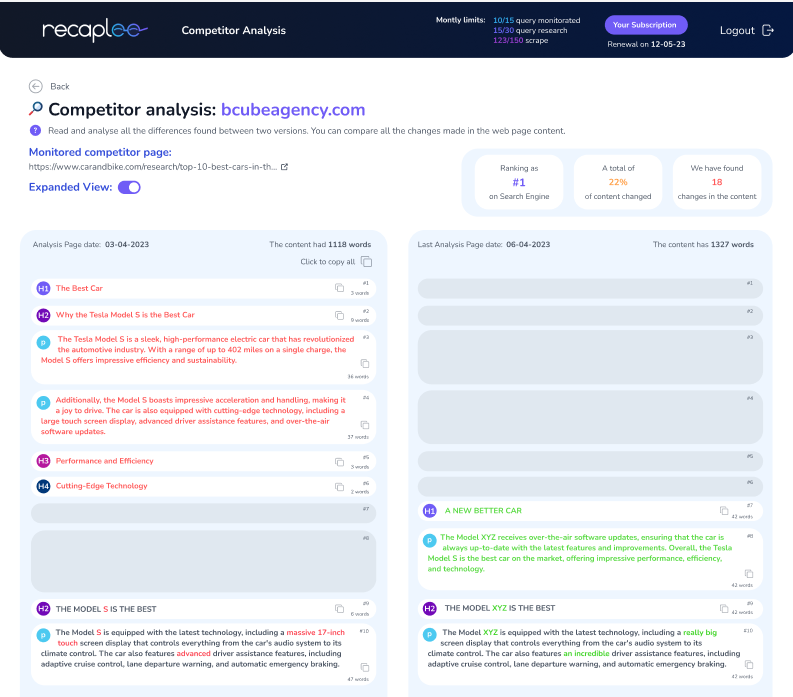 recaplee
Competitor Analysis
Montly limits:
10/15 query monitorated
15/30 query research
123/150 scrape
Your Subscription
Renewal on 12-05-23
Logout
Back
Competitor analysis: bcubeagency.com
? Read and analyse all the differences found between two versions. You can compare all the changes made in the web page content.
Monitored competitor page:
https://www.carandbike.com/research/top-10-best-cars-in-th...
Expanded View:
Ranking as
#1
on Search Engine
A total of
22%
of content changed
We have found
18
changes in the content
Analysis Page date: 03-04-2023
The content had 1118 words
Click to copy all
H1 The Best Car
#1
3 words
H2 Why the Tesla Model S is the Best Car
#2
9 words
P The Tesla Model S is a sleek, high-performance electric car that has revolutionized
the automotive industry. With a range of up to 402 miles on a single charge, the
Model S offers impressive efficiency and sustainability.
#3
36 words
P Additionally, the Model S boasts impressive acceleration and handling, making it
a joy to drive. The car is also equipped with cutting-edge technology, including a
large touch screen display, advanced driver assistance features, and over-the-air
software updates.
#4
37 words
H3 Performance and Efficiency
#5
3 words
H4 Cutting-Edge Technology
#6
2 words
#7
#8
H2 THE MODEL S IS THE BEST
#9
6 words
P The Model S is equipped with the latest technology, including a massive 17-inch
touch screen display that controls everything from the car's audio system to its
climate control. The car also features advanced driver assistance features, including
adaptive cruise control, lane departure warning, and automatic emergency braking.
#10
47 words
Last Analysis Page date: 06-04-2023
The content has 1327 words
#1
#2
#3
#4
#5
#6
H1 A NEW BETTER CAR
#7
42 words
P The Model XYZ receives over-the-air software updates, ensuring that the car is
always up-to-date with the latest features and improvements. Overall, the Tesla
Model S is the best car on the market, offering impressive performance, efficiency,
and technology.
#8
42 words
H2 THE MODEL XYZ IS THE BEST
#9
42 words
P The Model XYZ is equipped with the latest technology, including a really big
screen display that controls everything from the car's audio system to its
climate control. The car also features an incredible driver assistance features, including
adaptive cruise control, lane departure warning, and automatic emergency braking.
#10
42 words